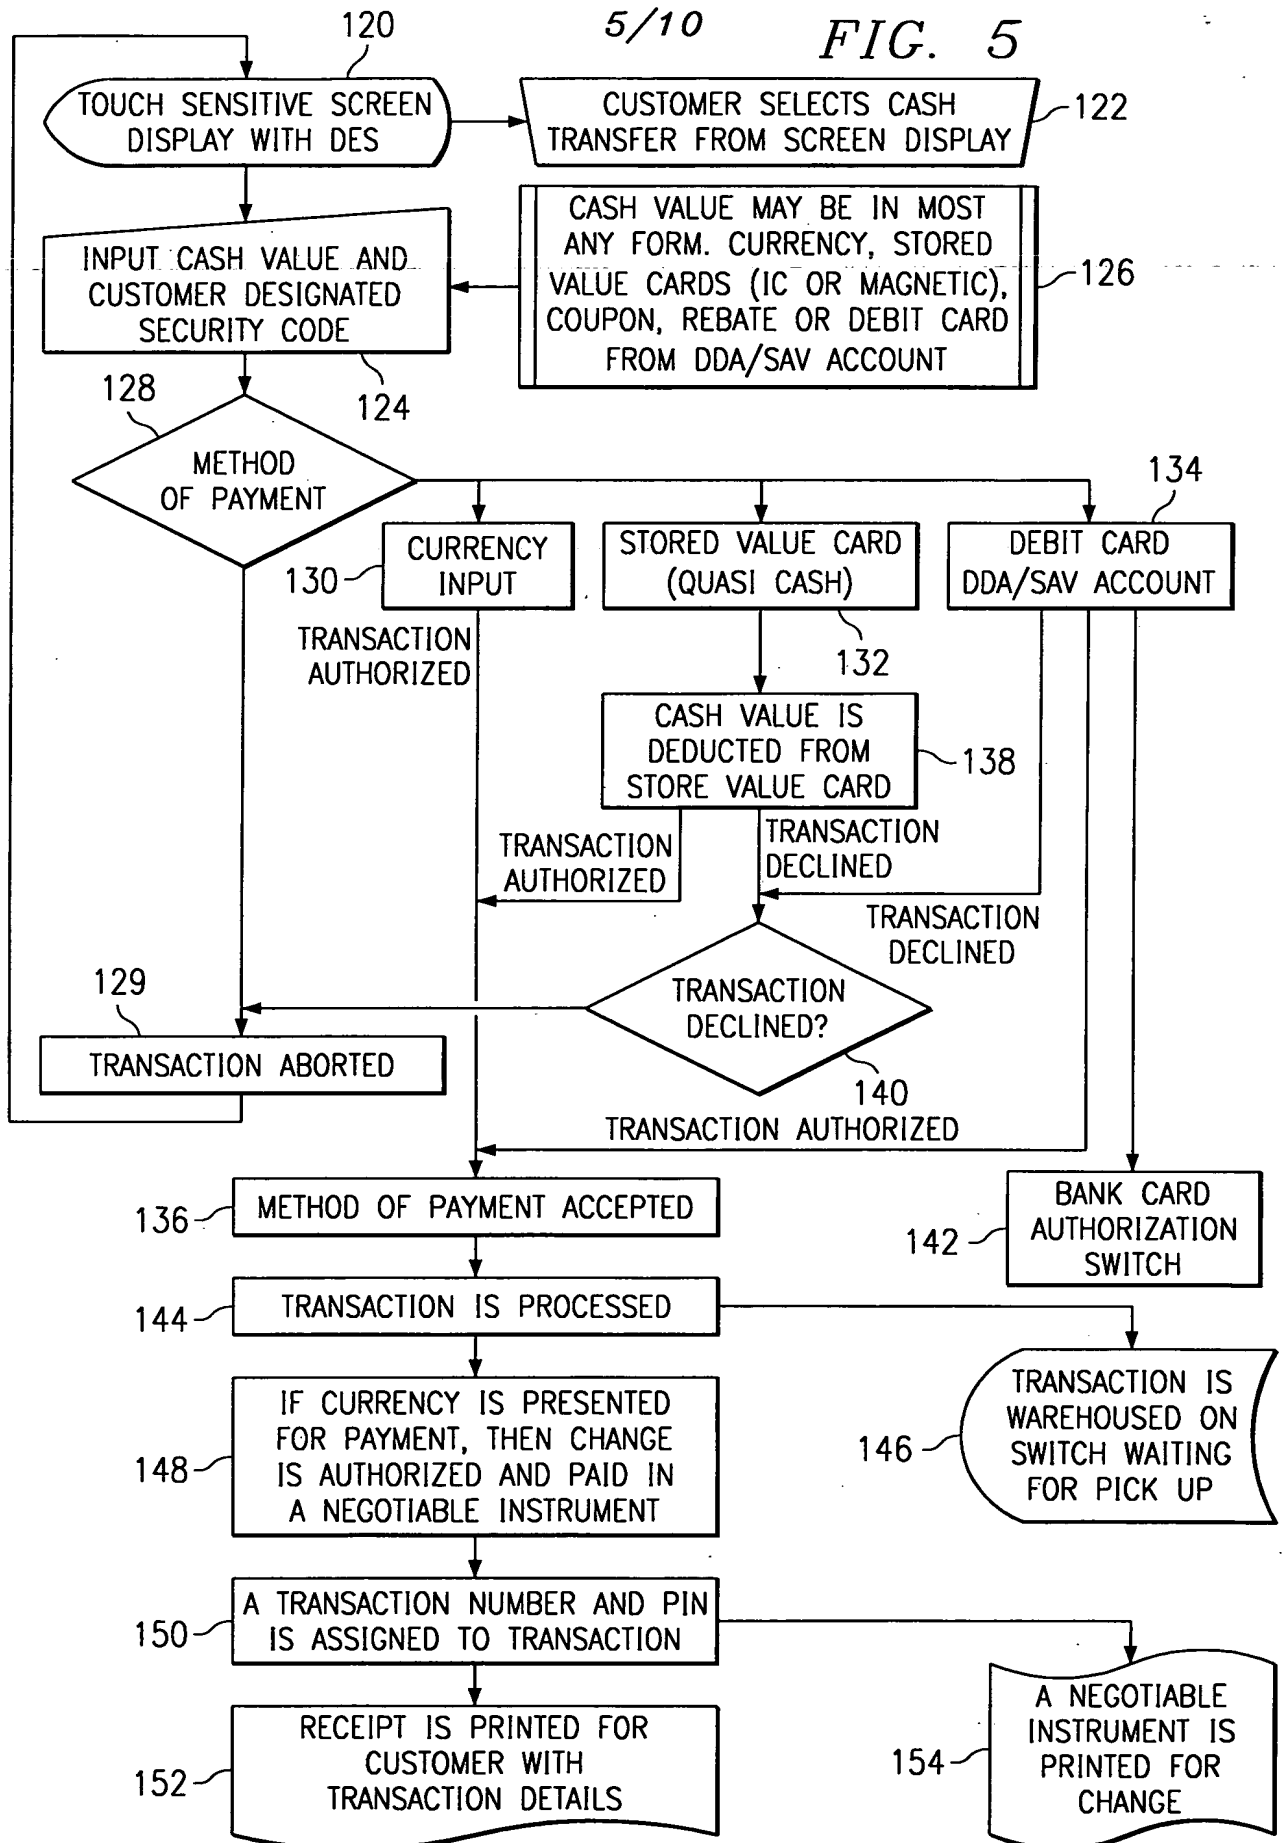 5/10
FIG. 5
120
TOUCH SENSITIVE SCREEN
DISPLAY WITH DES
CUSTOMER SELECTS CASH
TRANSFER FROM SCREEN DISPLAY
122
INPUT CASH VALUE AND
CUSTOMER DESIGNATED
SECURITY CODE
124
CASH VALUE MAY BE IN MOST
ANY FORM. CURRENCY, STORED
VALUE CARDS (IC OR MAGNETIC),
COUPON, REBATE OR DEBIT CARD
FROM DDA/SAV ACCOUNT
126
128
METHOD
OF PAYMENT
CURRENCY
INPUT
130
STORED VALUE CARD
(QUASI CASH)
132
134
DEBIT CARD
DDA/SAV ACCOUNT
TRANSACTION
AUTHORIZED
CASH VALUE IS
DEDUCTED FROM
STORE VALUE CARD
138
TRANSACTION
AUTHORIZED
TRANSACTION
DECLINED
TRANSACTION
DECLINED
TRANSACTION
DECLINED?
140
129
TRANSACTION ABORTED
TRANSACTION AUTHORIZED
136
METHOD OF PAYMENT ACCEPTED
142
BANK CARD
AUTHORIZATION
SWITCH
144
TRANSACTION IS PROCESSED
146
TRANSACTION IS
WAREHOUSED ON
SWITCH WAITING
FOR PICK UP
148
IF CURRENCY IS PRESENTED
FOR PAYMENT, THEN CHANGE
IS AUTHORIZED AND PAID IN
A NEGOTIABLE INSTRUMENT
150
A TRANSACTION NUMBER AND PIN
IS ASSIGNED TO TRANSACTION
152
RECEIPT IS PRINTED FOR
CUSTOMER WITH
TRANSACTION DETAILS
154
A NEGOTIABLE
INSTRUMENT IS
PRINTED FOR
CHANGE